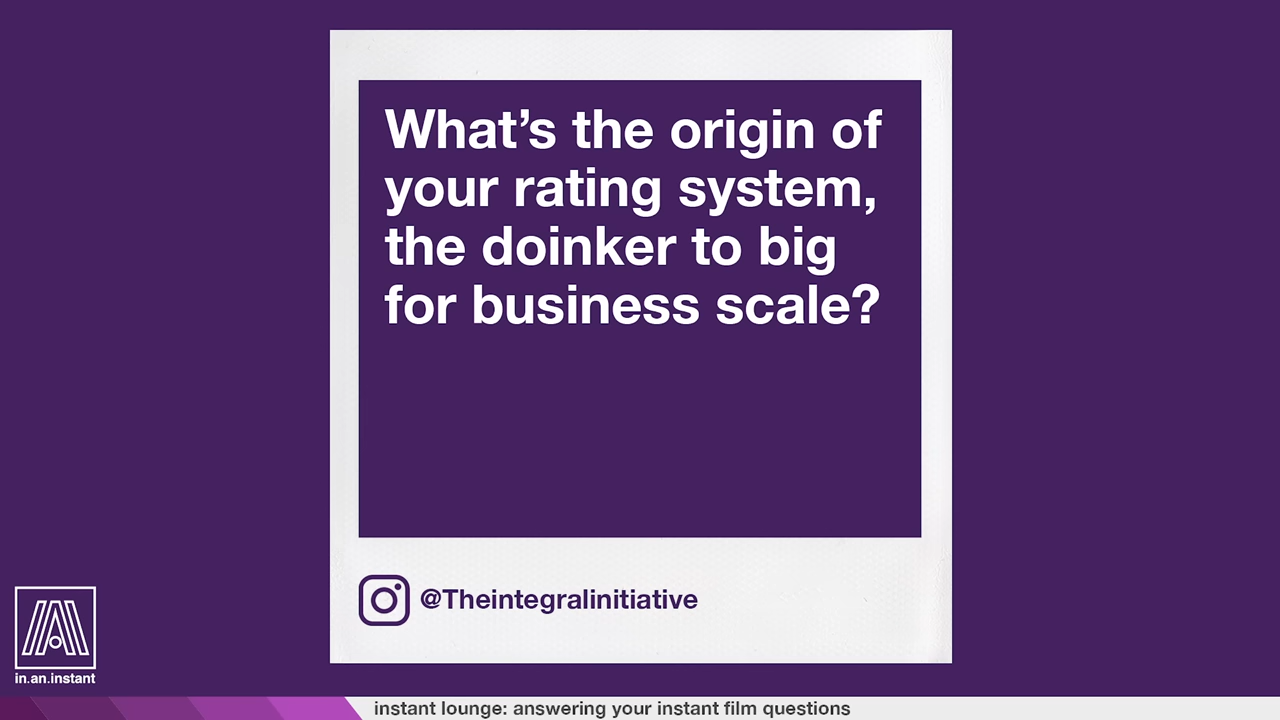 What’s the origin of
your rating system,
the doinker to big
for business scale?
@Theintegralinitiative
in.an.instant
instant lounge: answering your instant film questions